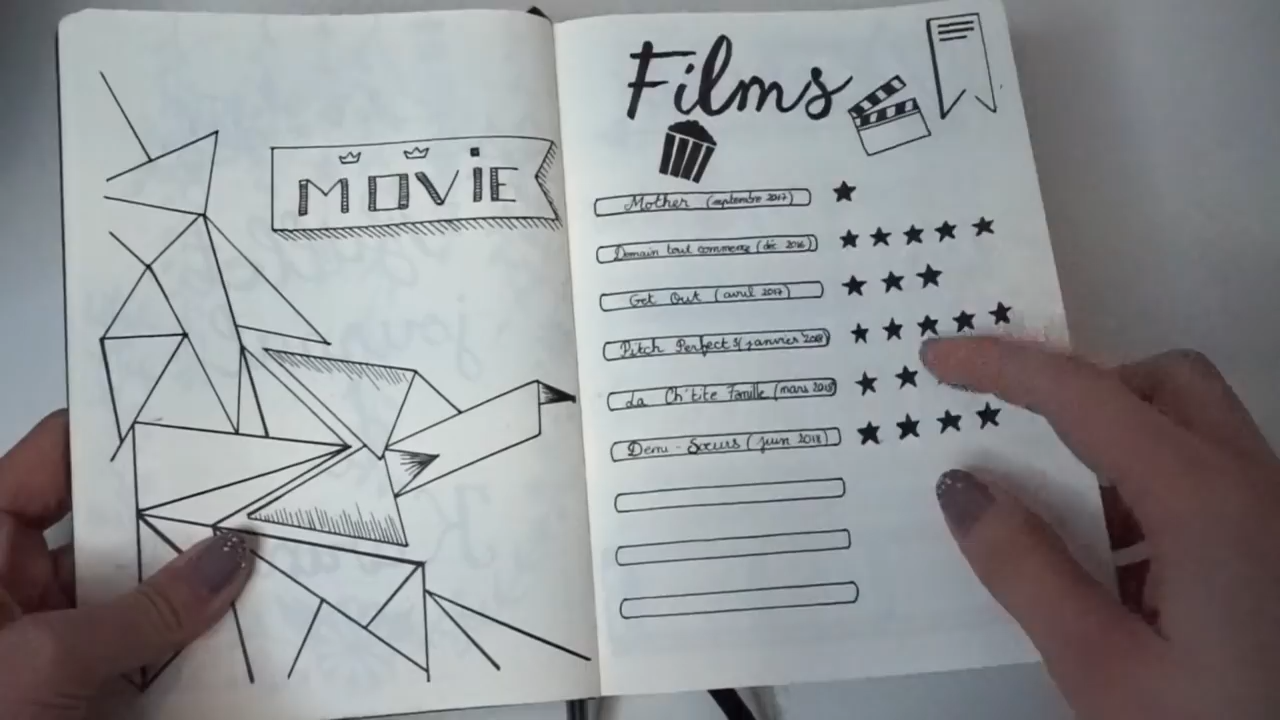 MOVIE
Films
Mother (septembre 2017)
Demain tout commence (déc 2016)
Get Out (avril 2017)
Pitch Perfect 3 (janvier 2018)
La Ch'tite Famille (mars 2018)
Demi-Sœurs (juin 2018)